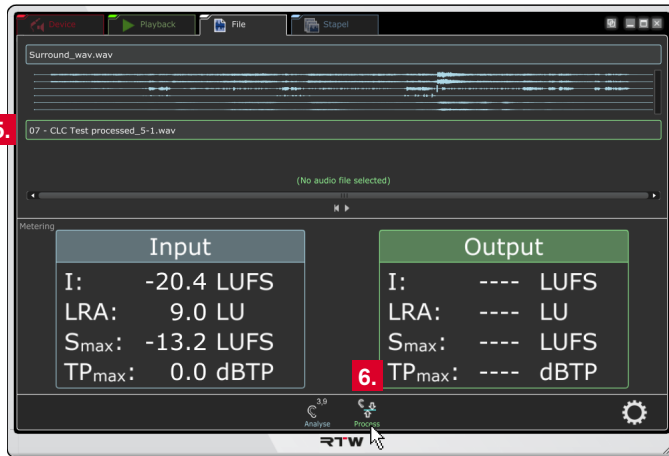 Device Playback File Stapel
Surround_wav.wav
5.
07 - CLC Test processed_5-1.wav
(No audio file selected)
Metering
Input
I: -20.4 LUFS
LRA: 9.0 LU
Smax: -13.2 LUFS
TPmax: 0.0 dBTP
Output
I: ---- LUFS
LRA: ---- LU
Smax: ---- LUFS
TPmax: ---- dBTP
6.
3,9
Analyse Process
RTW